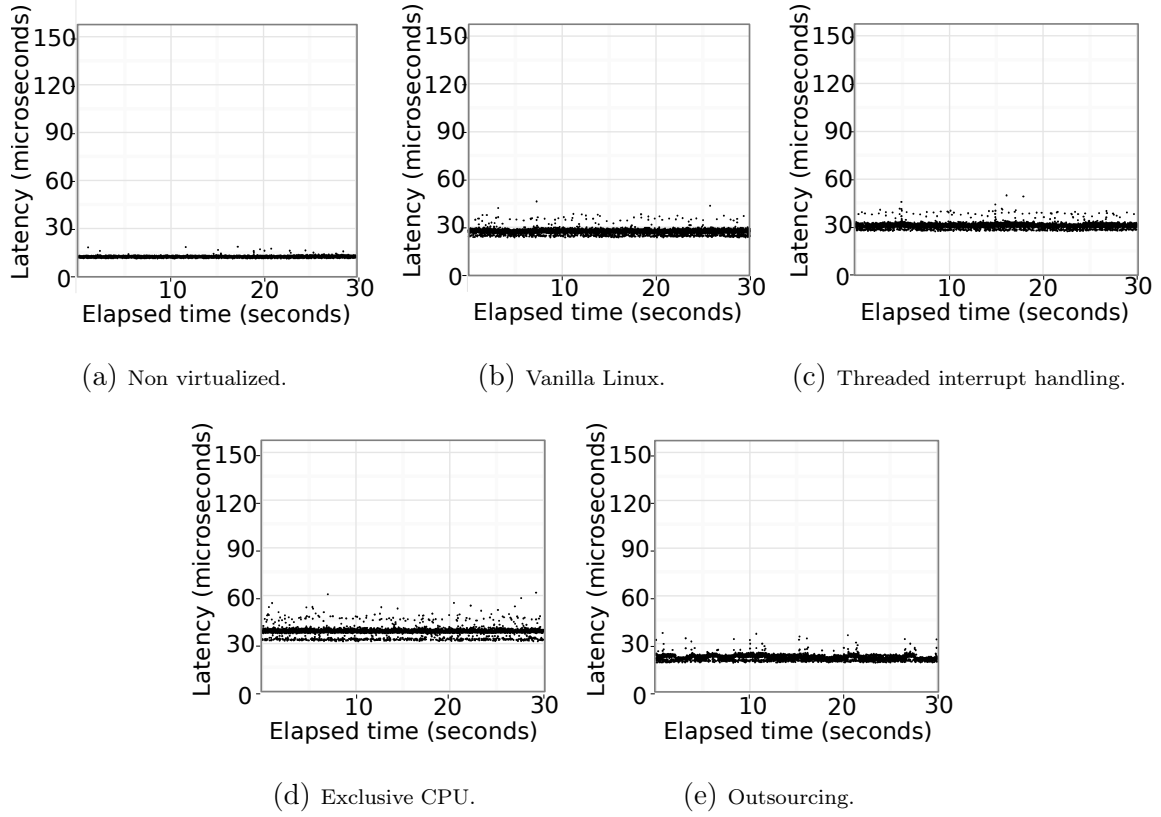 Latency (microseconds)
150
120
90
60
30
0
10 20 30
Elapsed time (seconds)
(a) Non virtualized.
Latency (microseconds)
150
120
90
60
30
0
10 20 30
Elapsed time (seconds)
(b) Vanilla Linux.
Latency (microseconds)
150
120
90
60
30
0
10 20 30
Elapsed time (seconds)
(c) Threaded interrupt handling.
Latency (microseconds)
150
120
90
60
30
0
10 20 30
Elapsed time (seconds)
(d) Exclusive CPU.
Latency (microseconds)
150
120
90
60
30
0
10 20 30
Elapsed time (seconds)
(e) Outsourcing.